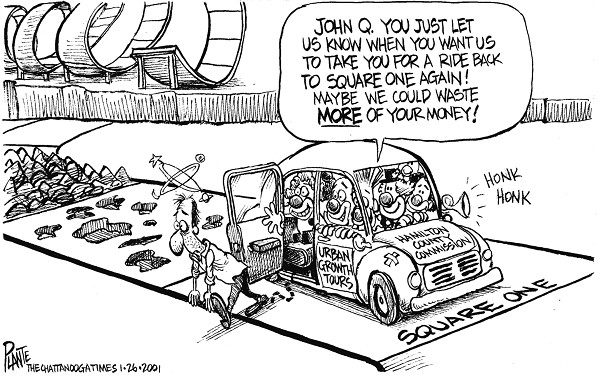 JOHN Q. YOU JUST LET
US KNOW WHEN YOU WANT US
TO TAKE YOU FOR A RIDE BACK
TO SQUARE ONE AGAIN!
MAYBE WE COULD WASTE
MORE OF YOUR MONEY!
HONK
HONK
HAMILTON
COUNTY
COMMISSION
URBAN
GROWTH
TOURS
SQUARE ONE
PLANTE
THE CHATTANOOGA TIMES 1·26·2001